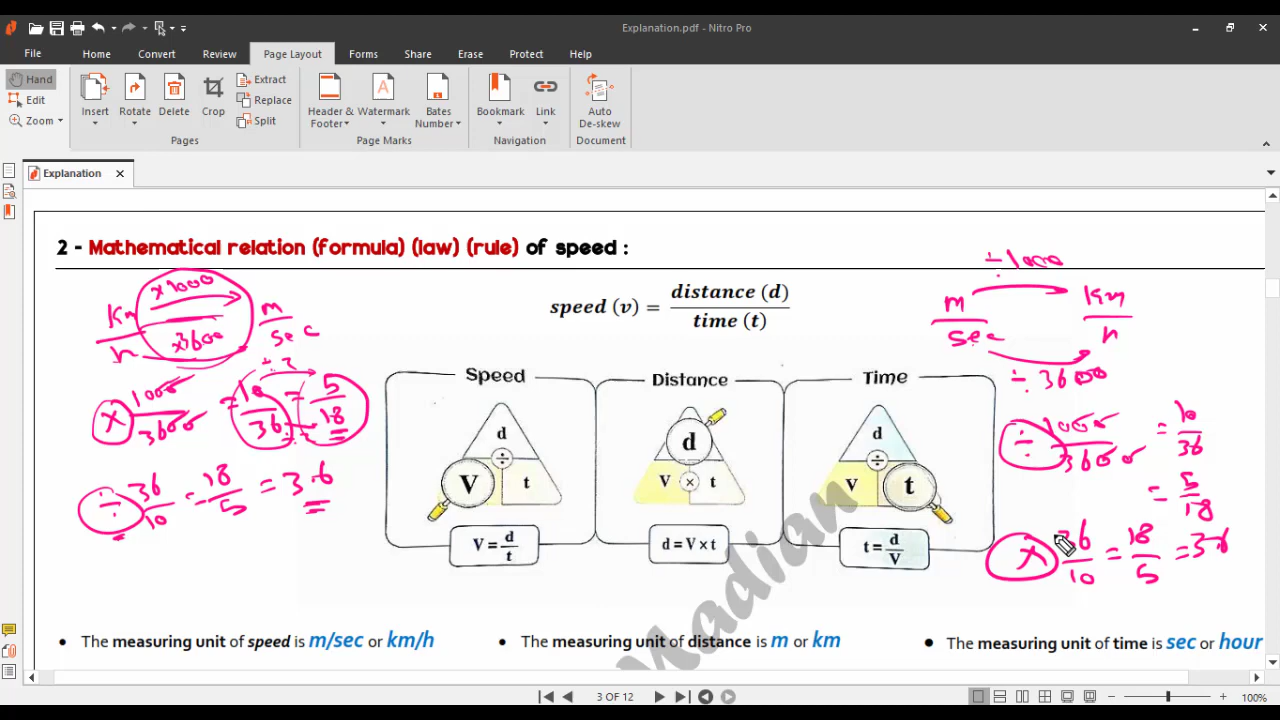 Explanation.pdf - Nitro Pro
File Home Convert Review Page Layout Forms Share Erase Protect Help
Hand
Edit
Zoom
Insert Rotate Delete Crop
Extract
Replace
Split
Pages
Header & Footer Watermark Bates Number
Page Marks
Bookmark Link
Navigation
Auto De-skew
Document
Explanation
2 - Mathematical relation (formula) (law) (rule) of speed :
speed (v) = distance (d) / time (t)
Km/h ×1000 ×3600 m/sec
× 1000/3600 = 10/36 = 5/18
÷2
÷2
÷ 36/10 = 18/5 = 3.6
÷1000
m/sec Km/h
÷3600
÷ 1000/3600 = 10/36
= 5/18
× 36/10 = 18/5 = 3.6
Speed Distance Time
d ÷ V t
d V × t
d ÷ V t
V = d/t
d = V × t
t = d/V
Madian
• The measuring unit of speed is m/sec or km/h
• The measuring unit of distance is m or km
• The measuring unit of time is sec or hour
3 OF 12
100%